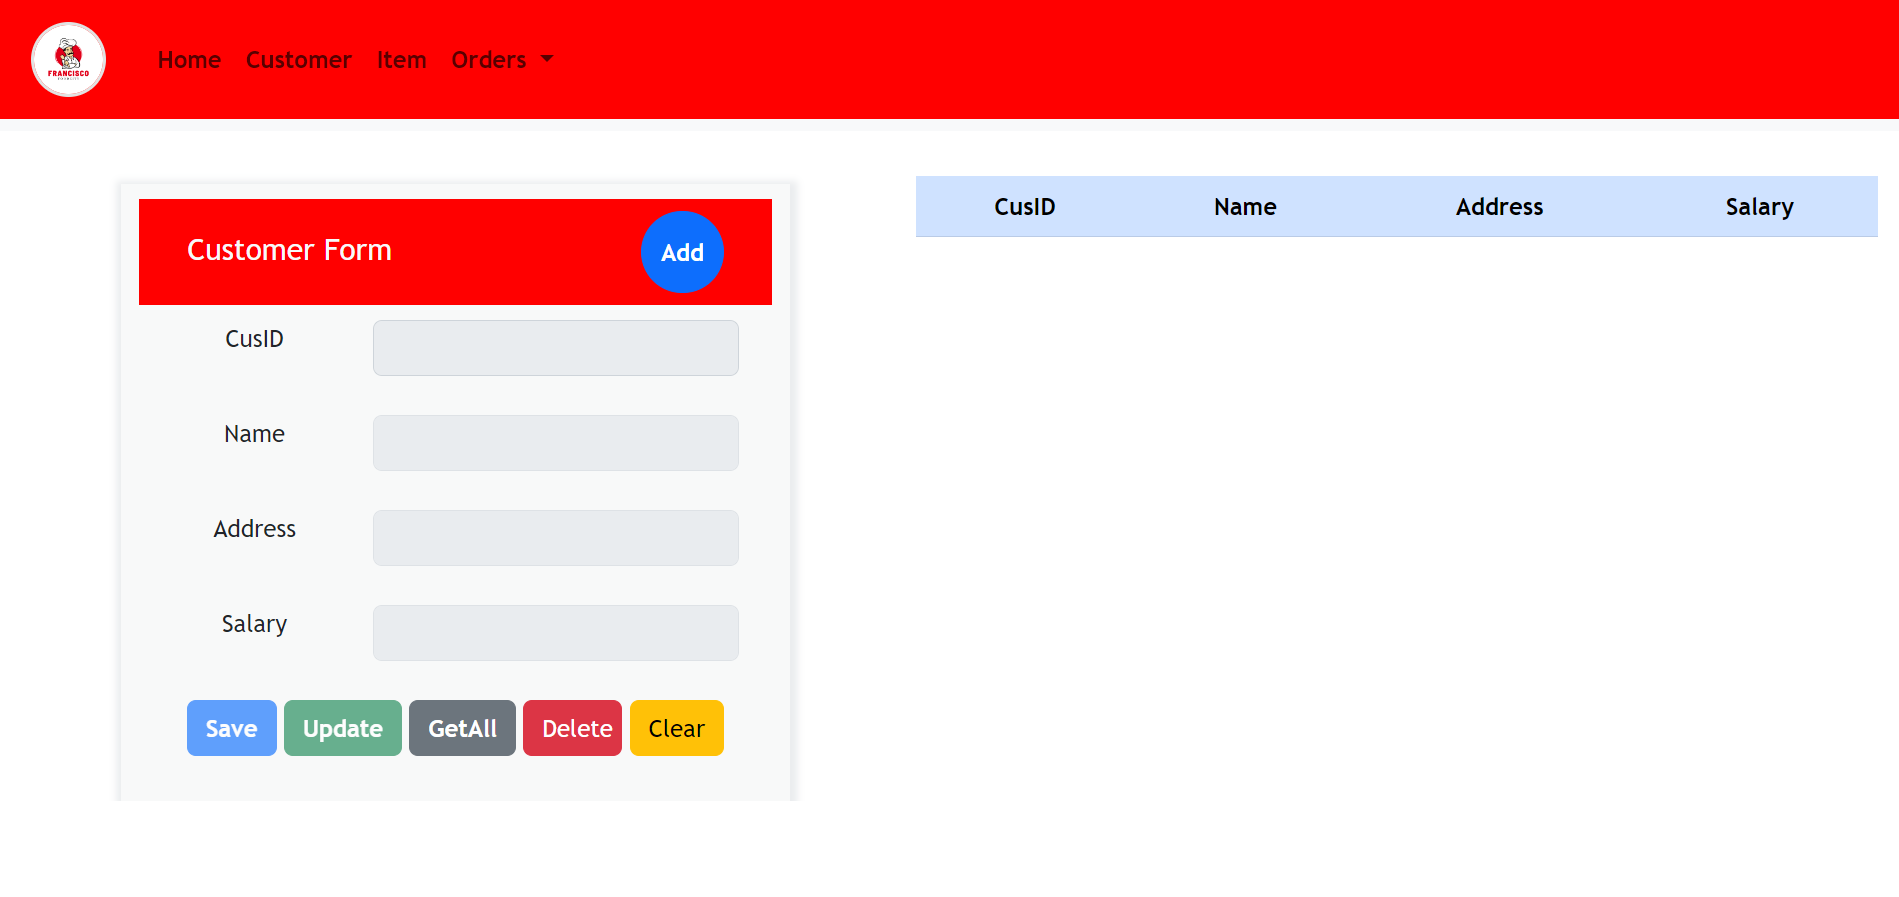 FRANCISCO
Home Customer Item Orders
Customer Form
Add
CusID
Name
Address
Salary
Save Update GetAll Delete Clear
CusID Name Address Salary